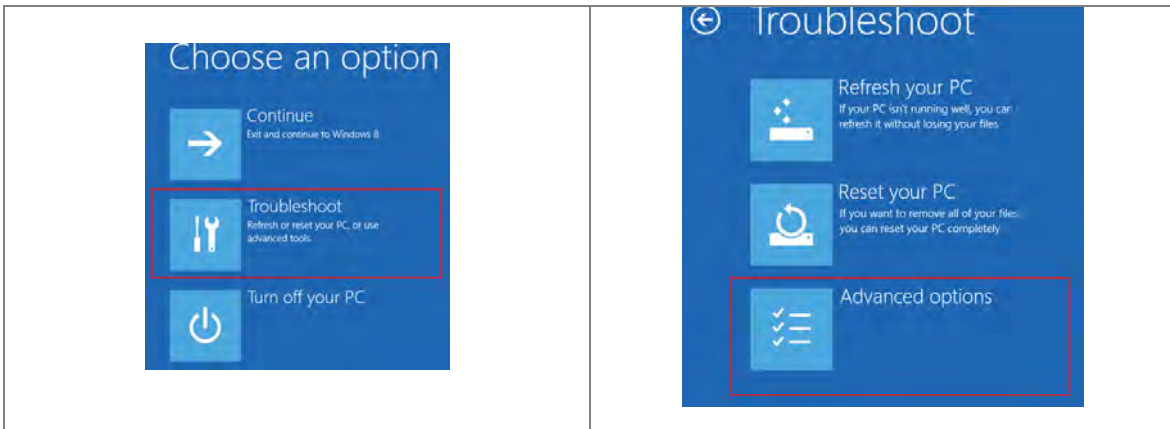 Choose an option
Continue
Exit and continue to Windows 8
Troubleshoot
Refresh or reset your PC, or use
advanced tools
Turn off your PC
Troubleshoot
Refresh your PC
If your PC isn't running well, you can
refresh it without losing your files
Reset your PC
If you want to remove all of your files
you can reset your PC completely
Advanced options